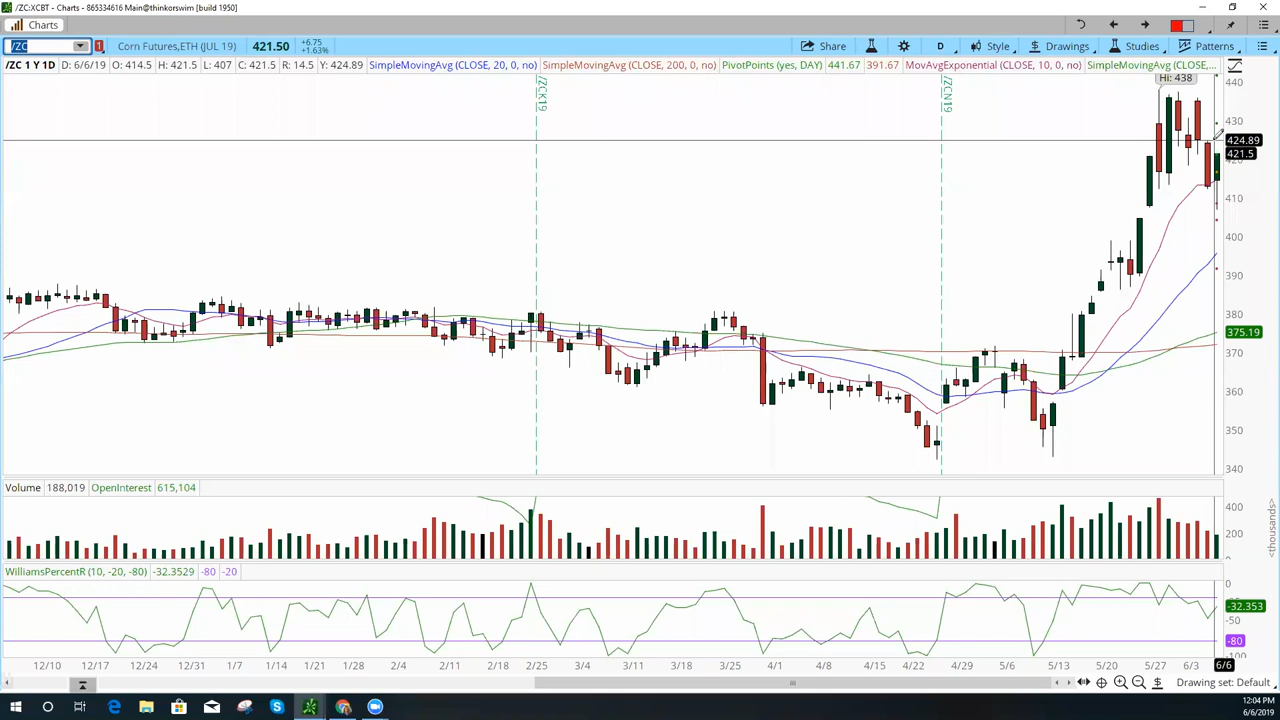 /ZC:XCBT - Charts - 865334616 Main@thinkorswim [build 1950]
Charts
/ZC 1 Corn Futures,ETH (JUL 19) 421.50 +6.75 +1.63% Share D Style Drawings Studies Patterns
/ZC 1 Y 1D D: 6/6/19 O: 414.5 H: 421.5 L: 407 C: 421.5 R: 14.5 Y: 424.89 SimpleMovingAvg (CLOSE, 20, 0, no) SimpleMovingAvg (CLOSE, 200, 0, no) PivotPoints (yes, DAY) 441.67 391.67 MovAvgExponential (CLOSE, 10, 0, no) SimpleMovingAvg (CLOSE,...
Hi: 438
/ZCK19
/ZCN19
440
430
424.89
421.5
420
410
400
390
380
375.19
370
360
350
340
Volume 188,019 OpenInterest 615,104
400
200
0
<thousands>
WilliamsPercentR (10, -20, -80) -32.3529 -80 -20
0
-32.353
-50
-80
-100
12/10 12/17 12/24 12/31 1/7 1/14 1/21 1/28 2/4 2/11 2/18 2/25 3/4 3/11 3/18 3/25 4/1 4/8 4/15 4/22 4/29 5/6 5/13 5/20 5/27 6/3 6/6
$ Drawing set: Default
12:04 PM
6/6/2019